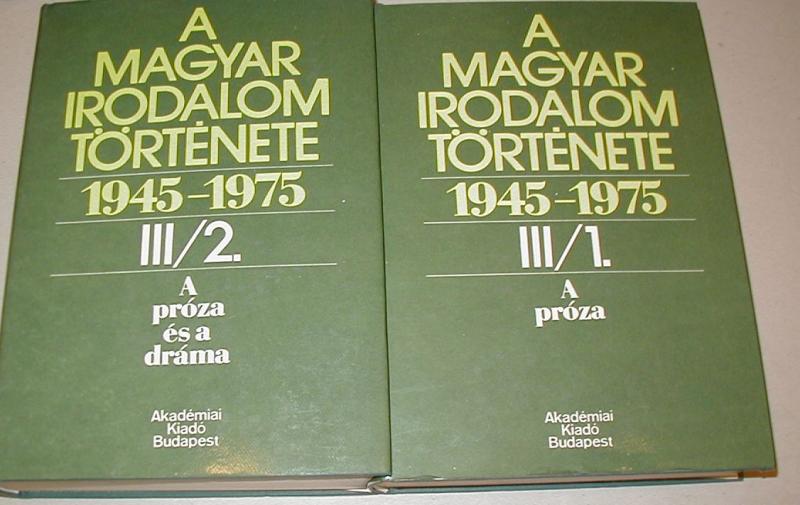 A
MAGYAR
IRODALOM
TÖRTÉNETE
1945–1975
III/2.
A
próza
és a
dráma
Akadémiai
Kiadó
Budapest
A
MAGYAR
IRODALOM
TÖRTÉNETE
1945–1975
III/1.
A
próza
Akadémiai
Kiadó
Budapest